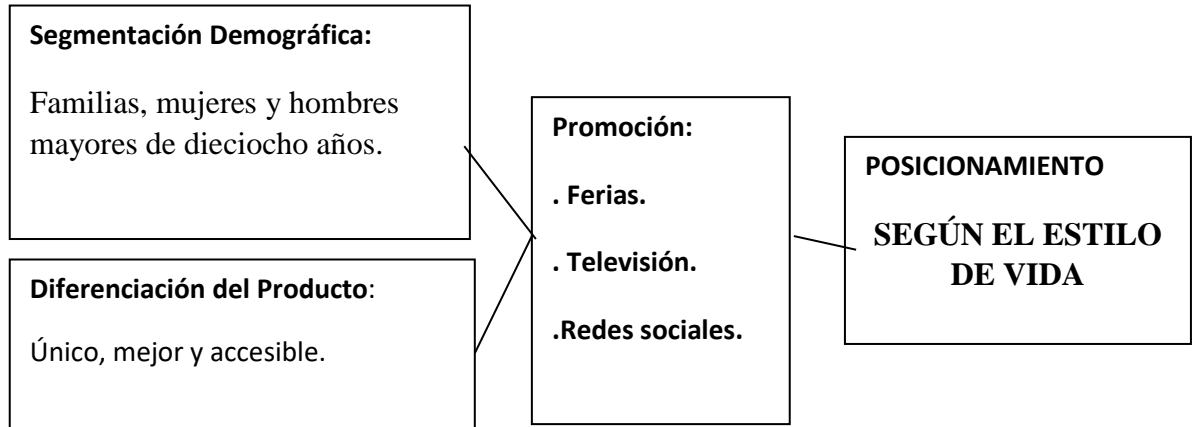 Segmentación Demográfica:
Familias, mujeres y hombres
mayores de dieciocho años.
Diferenciación del Producto:
Único, mejor y accesible.
Promoción:
. Ferias.
. Televisión.
.Redes sociales.
POSICIONAMIENTO
SEGÚN EL ESTILO
DE VIDA